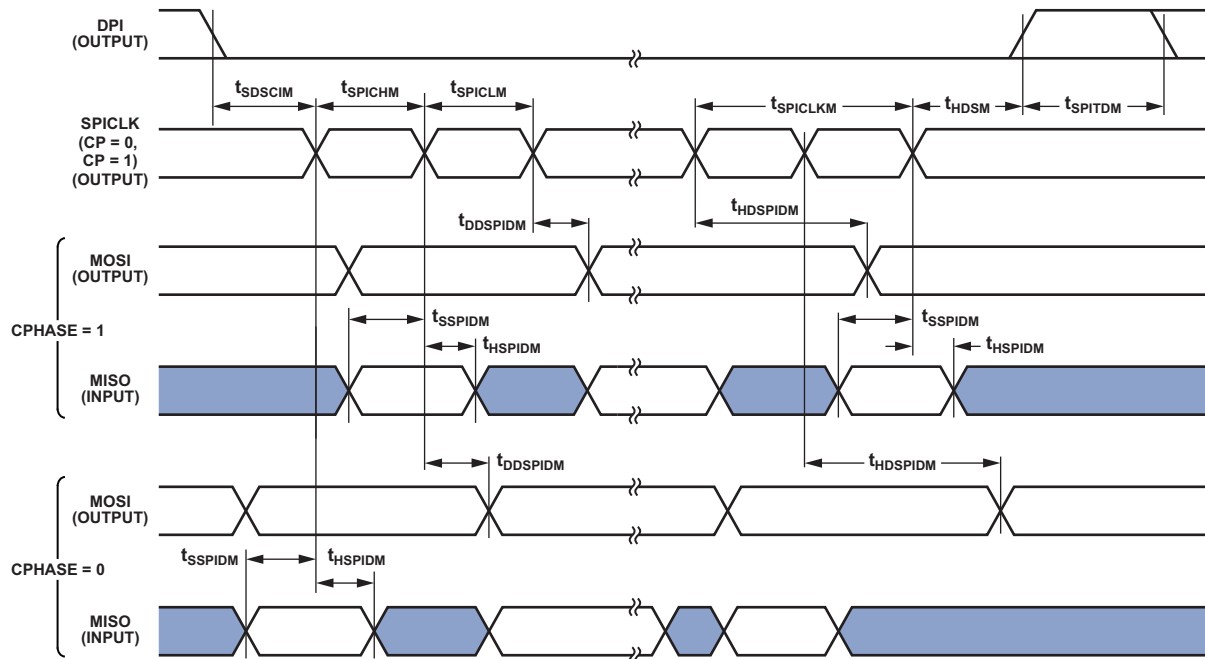 DPI
(OUTPUT)
tSDSCIM
tSPICHM
tSPICLM
tSPICLKM
tHDSM
tSPITDM
SPICLK
(CP = 0,
CP = 1)
(OUTPUT)
tDDSPIDM
tHDSPIDM
MOSI
(OUTPUT)
CPHASE = 1
tSSPIDM
tSSPIDM
tHSPIDM
tHSPIDM
MISO
(INPUT)
tDDSPIDM
tHDSPIDM
MOSI
(OUTPUT)
tSSPIDM
tHSPIDM
CPHASE = 0
MISO
(INPUT)